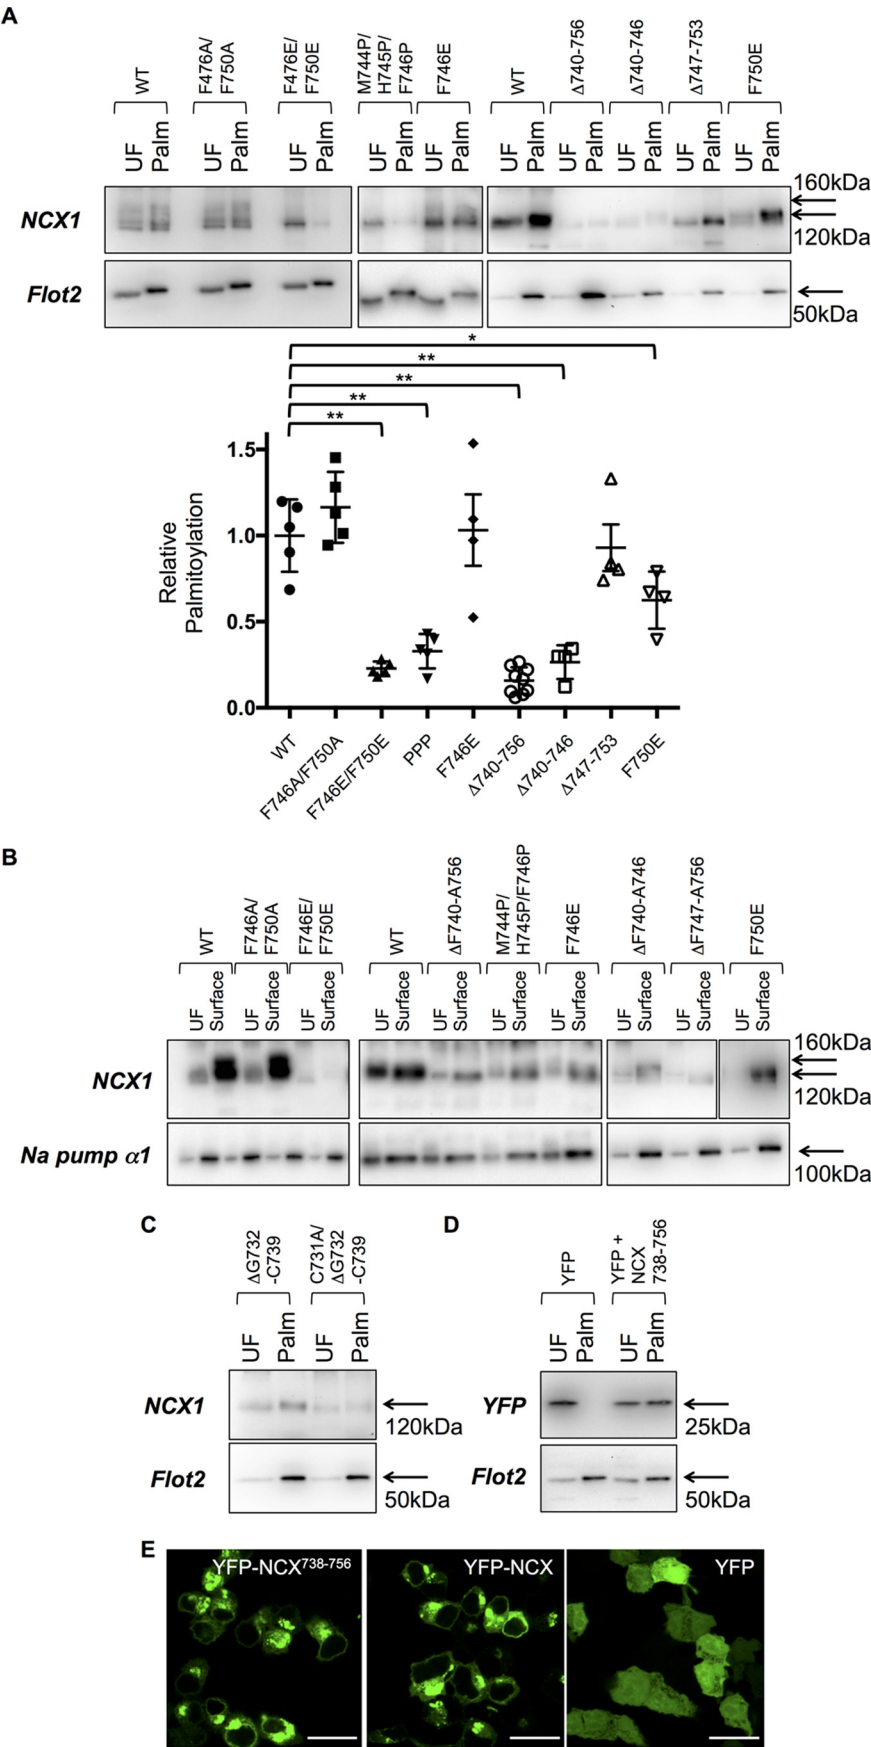 A
WT
F476A/
F750A
F476E/
F750E
M744P/
H745P/
F746P
F746E
WT
Δ740-756
Δ740-746
Δ747-753
F750E
UF Palm UF Palm UF Palm UF Palm UF Palm UF Palm UF Palm UF Palm UF Palm UF Palm
NCX1
160kDa
120kDa
Flot2
50kDa
*
**
**
**
**
Relative
Palmitoylation
1.5
1.0
0.5
0.0
WT
F746A/F750A
F746E/F750E
PPP
F746E
Δ740-756
Δ740-746
Δ747-753
F750E
B
WT
F746A/
F750A
F746E/
F750E
WT
ΔF740-A756
M744P/
H745P/F746P
F746E
ΔF740-A746
ΔF747-A756
F750E
UF Surface UF Surface UF Surface UF Surface UF Surface UF Surface UF Surface UF Surface UF Surface UF Surface
NCX1
160kDa
120kDa
Na pump α1
100kDa
C
ΔG732
-C739
C731A/
ΔG732
-C739
UF Palm UF Palm
NCX1
120kDa
Flot2
50kDa
D
YFP
YFP +
NCX
738-756
UF Palm UF Palm
YFP
25kDa
Flot2
50kDa
E
YFP-NCX738-756
YFP-NCX
YFP